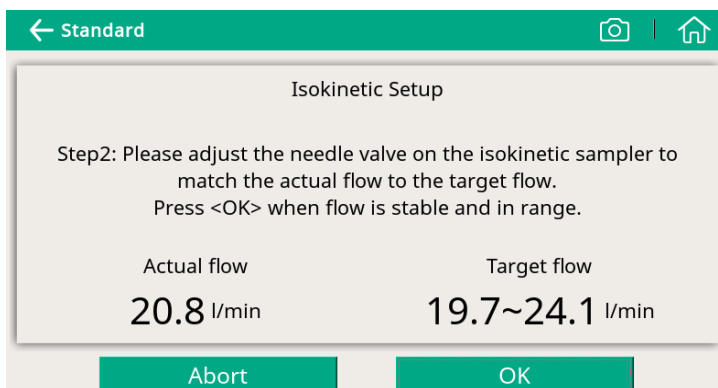 Standard
Isokinetic Setup
Step2: Please adjust the needle valve on the isokinetic sampler to
match the actual flow to the target flow.
Press <OK> when flow is stable and in range.
Actual flow Target flow
20.8 l/min 19.7~24.1 l/min
Abort OK